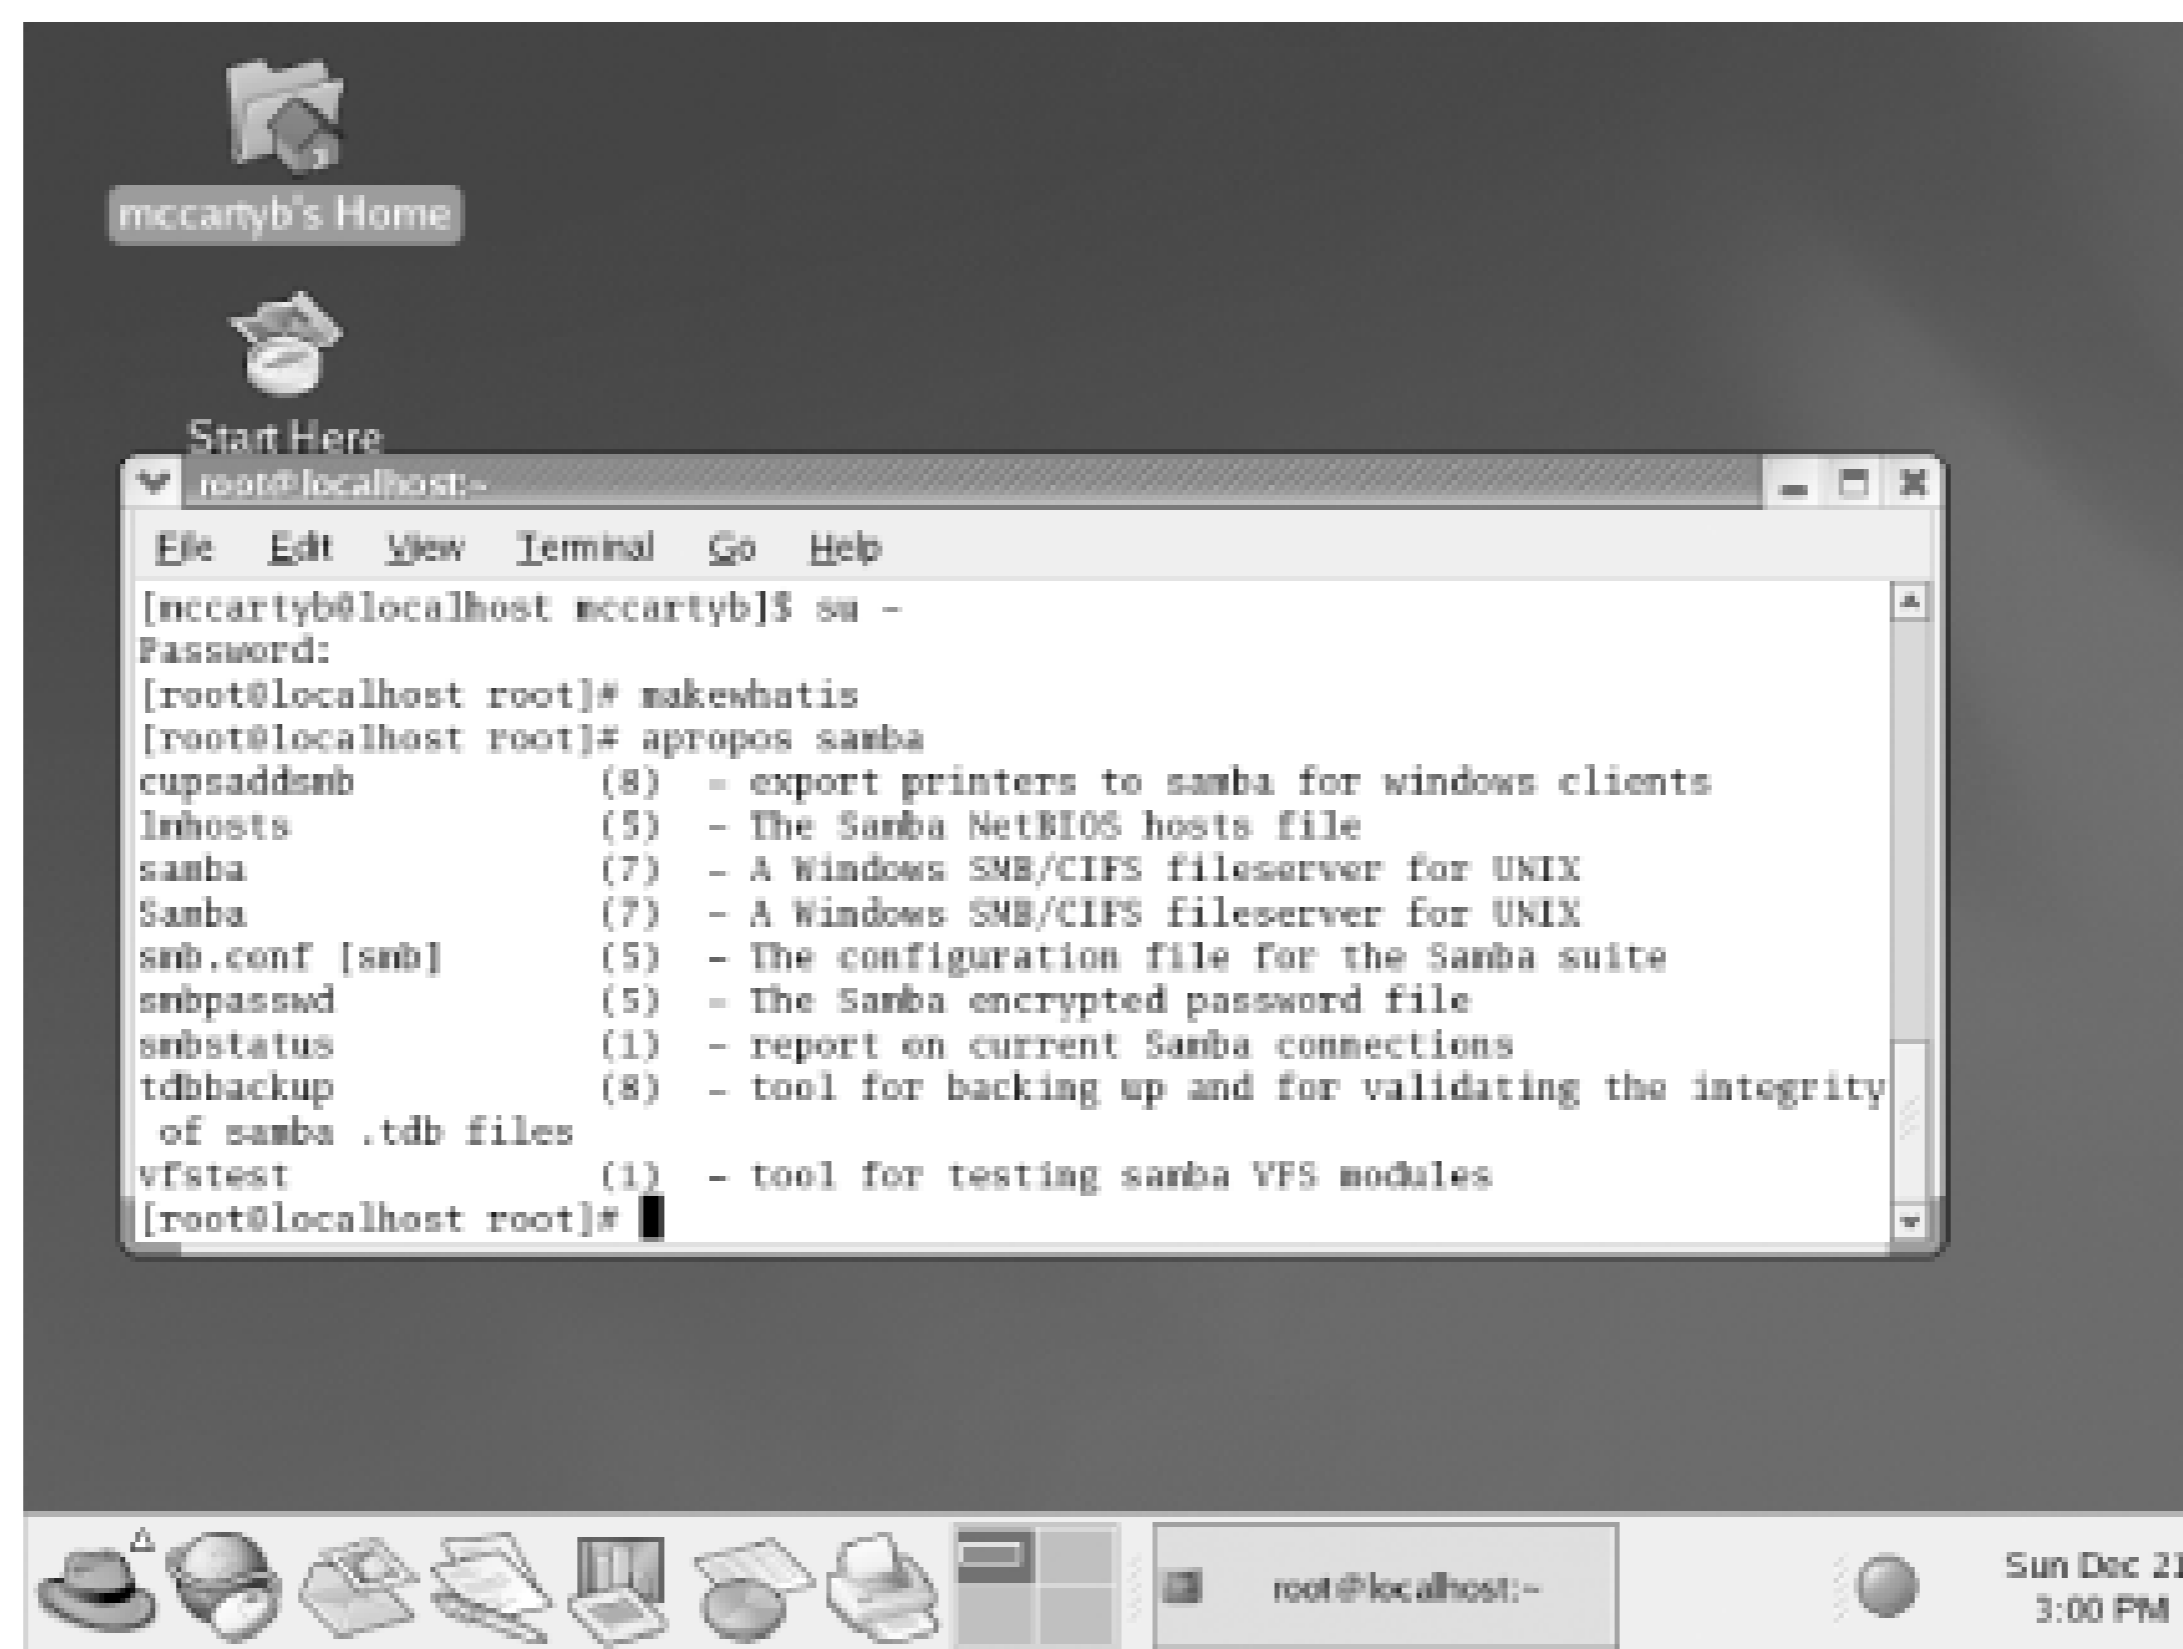 mccartyb's Home
Start Here
root@localhost:~
File Edit View Terminal Go Help
[mccartyb@localhost mccartyb]$ su -
Password:
[root@localhost root]# makewhatis
[root@localhost root]# apropos samba
cupsaddsmb (8) - export printers to samba for windows clients
lmhosts (5) - The Samba NetBIOS hosts file
samba (7) - A Windows SMB/CIFS fileserver for UNIX
Samba (7) - A Windows SMB/CIFS fileserver for UNIX
smb.conf [smb] (5) - The configuration file for the Samba suite
smbpasswd (5) - The Samba encrypted password file
smbstatus (1) - report on current Samba connections
tdbbackup (8) - tool for backing up and for validating the integrity
of samba .tdb files
vfstest (1) - tool for testing samba VFS modules
[root@localhost root]#
root@localhost:~
Sun Dec 21
3:00 PM